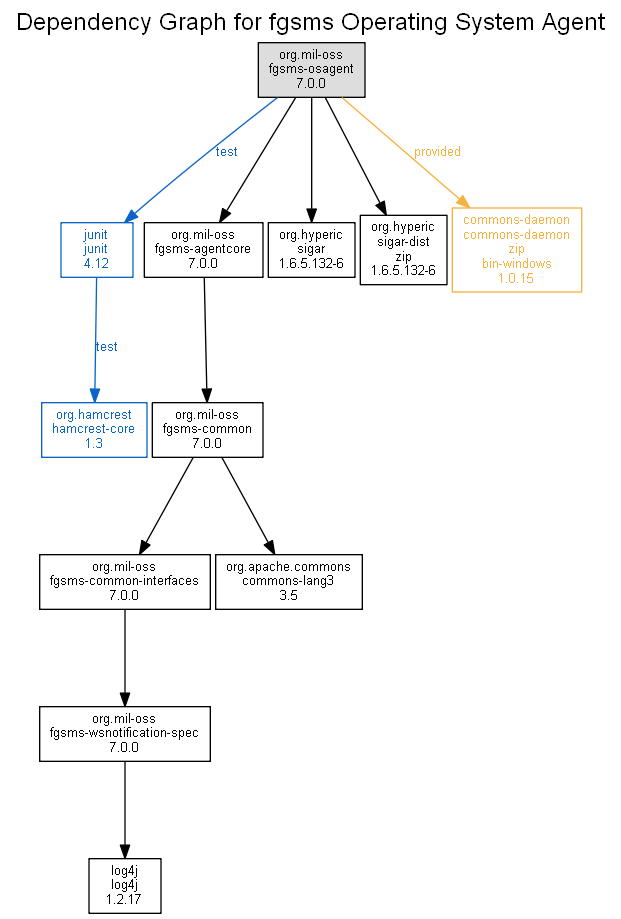 Dependency Graph for fgsms Operating System Agent
org.mil-oss
fgsms-osagent
7.0.0
test
provided
junit
junit
4.12
org.mil-oss
fgsms-agentcore
7.0.0
org.hyperic
sigar
1.6.5.132-6
org.hyperic
sigar-dist
zip
1.6.5.132-6
commons-daemon
commons-daemon
zip
bin-windows
1.0.15
test
org.hamcrest
hamcrest-core
1.3
org.mil-oss
fgsms-common
7.0.0
org.mil-oss
fgsms-common-interfaces
7.0.0
org.apache.commons
commons-lang3
3.5
org.mil-oss
fgsms-wsnotification-spec
7.0.0
log4j
log4j
1.2.17